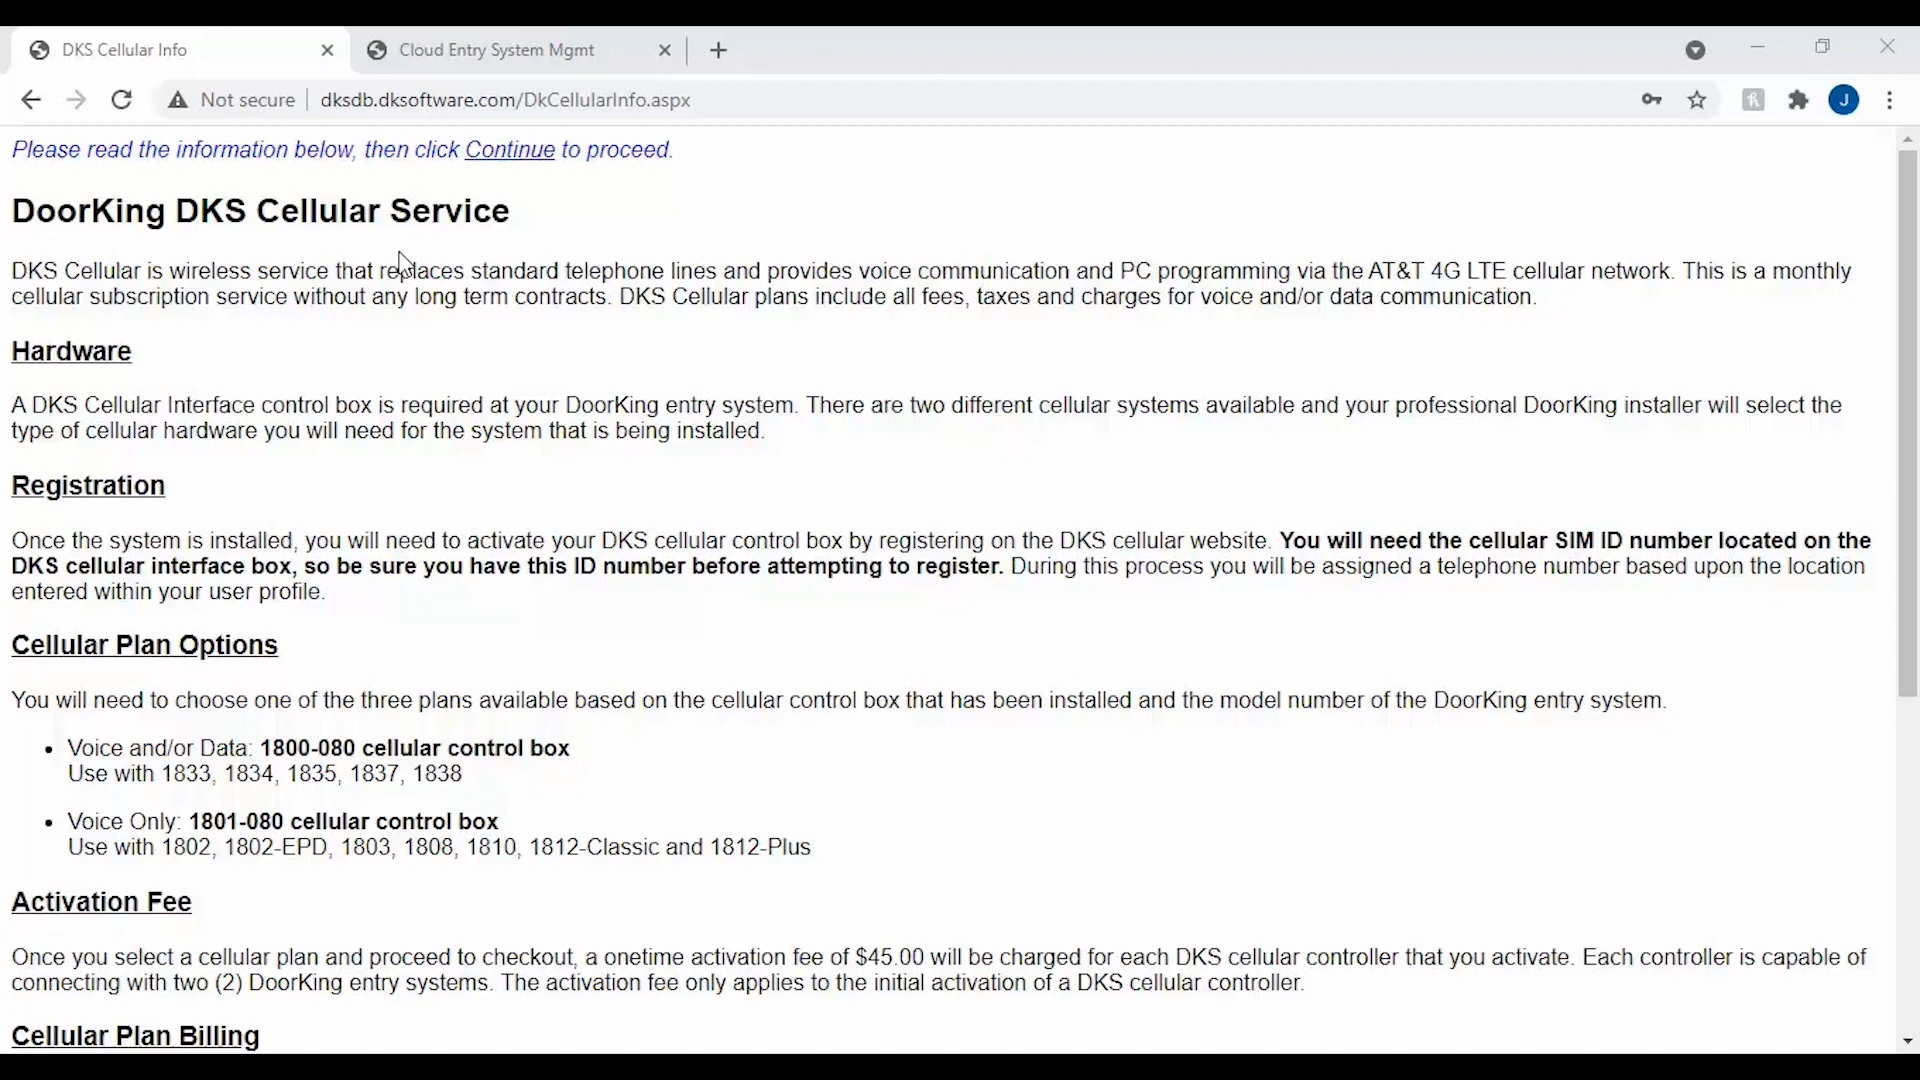 DKS Cellular Info
Cloud Entry System Mgmt
Not secure
dksdb.dksoftware.com/DkCellularInfo.aspx
J
Please read the information below, then click Continue to proceed.
DoorKing DKS Cellular Service
DKS Cellular is wireless service that replaces standard telephone lines and provides voice communication and PC programming via the AT&T 4G LTE cellular network. This is a monthly
cellular subscription service without any long term contracts. DKS Cellular plans include all fees, taxes and charges for voice and/or data communication.
Hardware
A DKS Cellular Interface control box is required at your DoorKing entry system. There are two different cellular systems available and your professional DoorKing installer will select the
type of cellular hardware you will need for the system that is being installed.
Registration
Once the system is installed, you will need to activate your DKS cellular control box by registering on the DKS cellular website. You will need the cellular SIM ID number located on the
DKS cellular interface box, so be sure you have this ID number before attempting to register. During this process you will be assigned a telephone number based upon the location
entered within your user profile.
Cellular Plan Options
You will need to choose one of the three plans available based on the cellular control box that has been installed and the model number of the DoorKing entry system.
• Voice and/or Data: 1800-080 cellular control box
Use with 1833, 1834, 1835, 1837, 1838
• Voice Only: 1801-080 cellular control box
Use with 1802, 1802-EPD, 1803, 1808, 1810, 1812-Classic and 1812-Plus
Activation Fee
Once you select a cellular plan and proceed to checkout, a onetime activation fee of $45.00 will be charged for each DKS cellular controller that you activate. Each controller is capable of
connecting with two (2) DoorKing entry systems. The activation fee only applies to the initial activation of a DKS cellular controller.
Cellular Plan Billing